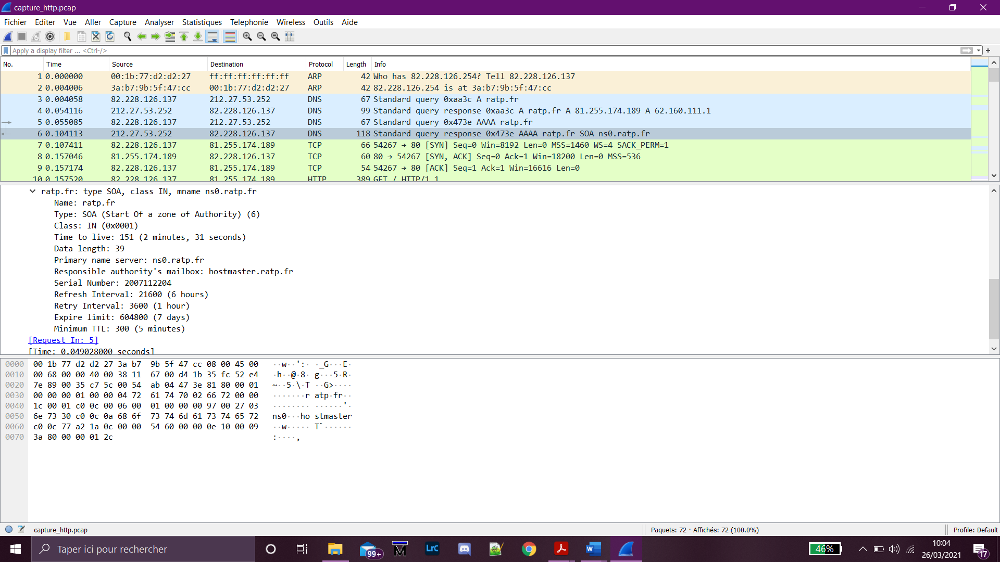 capture_http.pcap
Fichier Editer Vue Aller Capture Analyser Statistiques Telephonie Wireless Outils Aide
Apply a display filter ... <Ctrl-/>
No. Time Source Destination Protocol Length Info
1 0.000000 00:1b:77:d2:d2:27 ff:ff:ff:ff:ff:ff ARP 42 Who has 82.228.126.254? Tell 82.228.126.137
2 0.004006 3a:b7:9b:5f:47:cc 00:1b:77:d2:d2:27 ARP 42 82.228.126.254 is at 3a:b7:9b:5f:47:cc
3 0.004058 82.228.126.137 212.27.53.252 DNS 67 Standard query 0xaa3c A ratp.fr
4 0.054116 212.27.53.252 82.228.126.137 DNS 99 Standard query response 0xaa3c A ratp.fr A 81.255.174.189 A 62.160.111.1
5 0.055085 82.228.126.137 212.27.53.252 DNS 67 Standard query 0x473e AAAA ratp.fr
6 0.104113 212.27.53.252 82.228.126.137 DNS 118 Standard query response 0x473e AAAA ratp.fr SOA ns0.ratp.fr
7 0.107411 82.228.126.137 81.255.174.189 TCP 66 54267 → 80 [SYN] Seq=0 Win=8192 Len=0 MSS=1460 WS=4 SACK_PERM=1
8 0.157046 81.255.174.189 82.228.126.137 TCP 60 80 → 54267 [SYN, ACK] Seq=0 Ack=1 Win=18200 Len=0 MSS=536
9 0.157174 82.228.126.137 81.255.174.189 TCP 54 54267 → 80 [ACK] Seq=1 Ack=1 Win=16616 Len=0
10 0.157520 82.228.126.137 81.255.174.189 HTTP 389 GET / HTTP/1.1
ratp.fr: type SOA, class IN, mname ns0.ratp.fr
Name: ratp.fr
Type: SOA (Start Of a zone of Authority) (6)
Class: IN (0x0001)
Time to live: 151 (2 minutes, 31 seconds)
Data length: 39
Primary name server: ns0.ratp.fr
Responsible authority's mailbox: hostmaster.ratp.fr
Serial Number: 2007112204
Refresh Interval: 21600 (6 hours)
Retry Interval: 3600 (1 hour)
Expire limit: 604800 (7 days)
Minimum TTL: 300 (5 minutes)
[Request In: 5]
[Time: 0.049028000 seconds]
0000 00 1b 77 d2 d2 27 3a b7 9b 5f 47 cc 08 00 45 00 ··w··':· ·_G···E·
0010 00 68 00 00 40 00 38 11 67 00 d4 1b 35 fc 52 e4 ·h··@·8· g···5·R·
0020 7e 89 00 35 c7 5c 00 54 ab 04 47 3e 81 80 00 01 ~··5·\·T ··G>····
0030 00 00 00 01 00 00 04 72 61 74 70 02 66 72 00 00 ·······r atp·fr··
0040 1c 00 01 c0 0c 00 06 00 01 00 00 00 97 00 27 03 ········ ······'·
0050 6e 73 30 c0 0c 0a 68 6f 73 74 6d 61 73 74 65 72 ns0···ho stmaster
0060 c0 0c 77 a2 1a 0c 00 00 54 60 00 00 0e 10 00 09 ··w····· T`······
0070 3a 80 00 00 01 2c :····,
capture_http.pcap Paquets: 72 · Affichés: 72 (100.0%) Profile: Default
Taper ici pour rechercher 99+ LrC 46% 10:04
26/03/2021 17